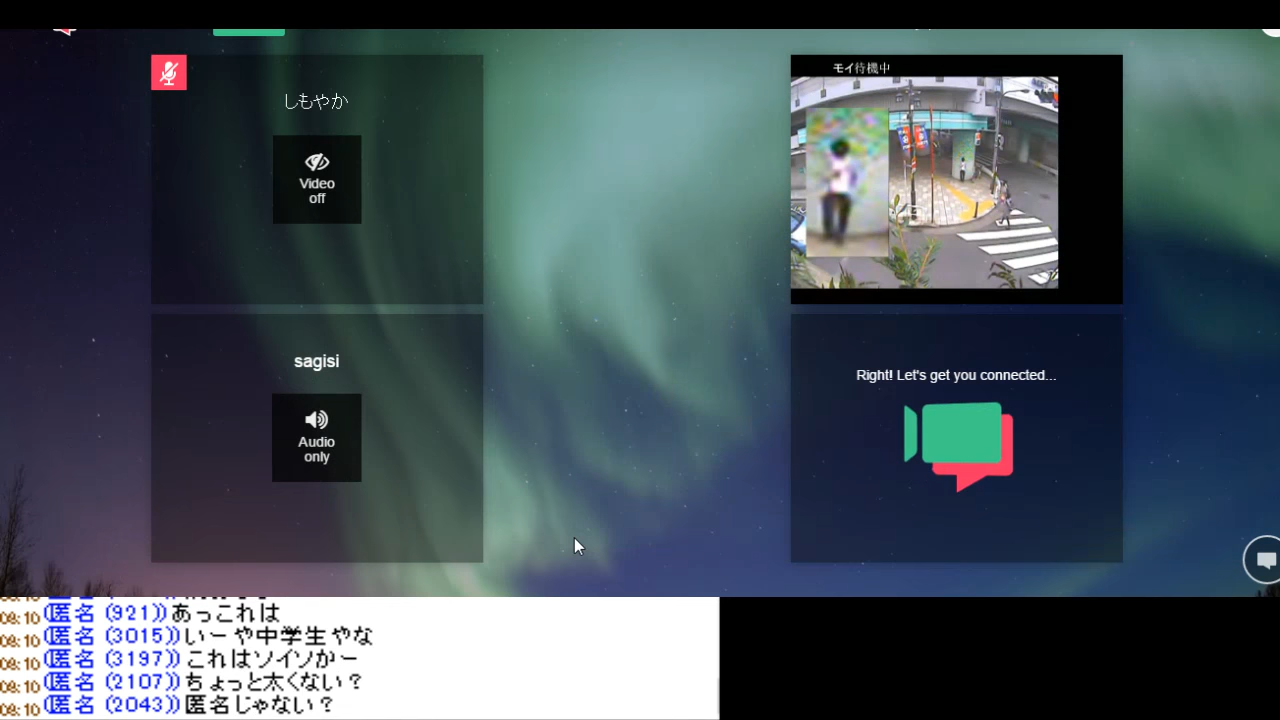 しもやか
Video
off
モイ待機中
sagisi
Audio
only
Right! Let's get you connected...
08:10 (匿名 (921)) あっこれは
08:10 (匿名 (3015)) いーや中学生やな
08:10 (匿名 (3197)) これはソイソかー
08:10 (匿名 (2107)) ちょっと太くない？
08:10 (匿名 (2043)) 匿名じゃない？